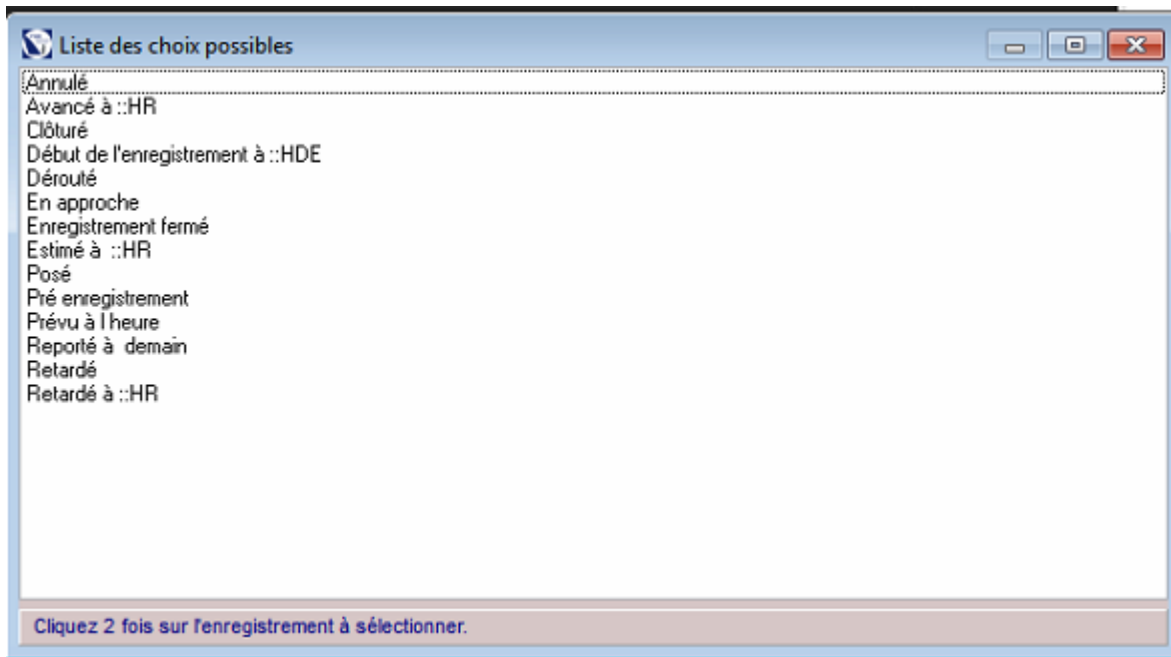 Liste des choix possibles
Annulé
Avancé à ::HR
Clôturé
Début de l'enregistrement à ::HDE
Dérouté
En approche
Enregistrement fermé
Estimé à  ::HR
Posé
Pré enregistrement
Prévu à l heure
Reporté à  demain
Retardé
Retardé à ::HR
Cliquez 2 fois sur l'enregistrement à sélectionner.